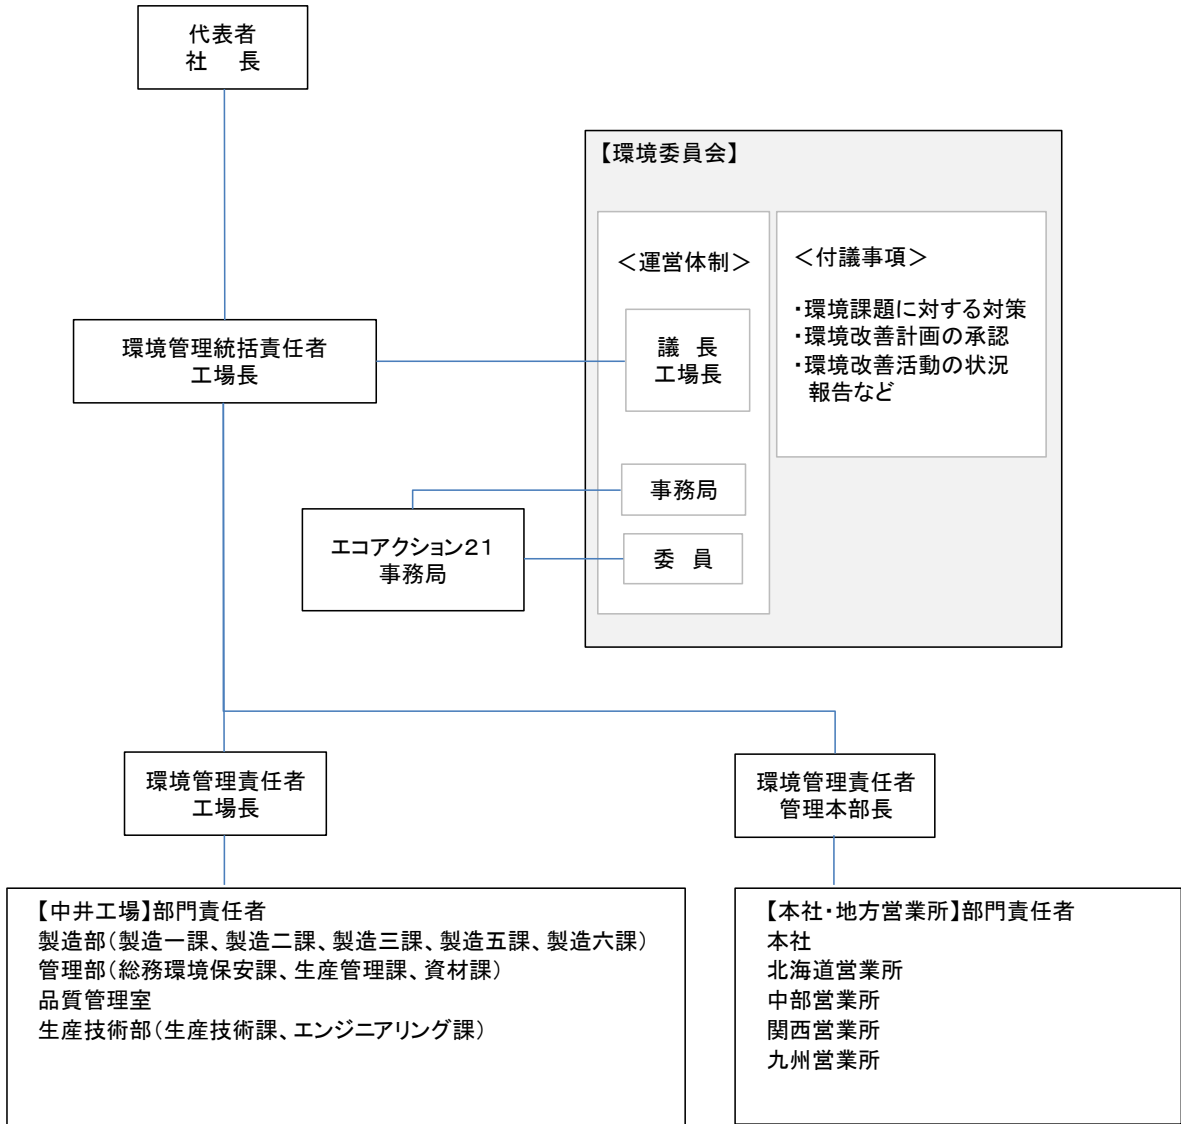 代表者
社　長
【環境委員会】
＜運営体制＞
＜付議事項＞
・環境課題に対する対策
・環境改善計画の承認
・環境改善活動の状況
報告など
環境管理統括責任者
工場長
議　長
工場長
事務局
委　員
エコアクション２１
事務局
環境管理責任者
工場長
環境管理責任者
管理本部長
【中井工場】部門責任者
製造部（製造一課、製造二課、製造三課、製造五課、製造六課）
管理部（総務環境保安課、生産管理課、資材課）
品質管理室
生産技術部（生産技術課、エンジニアリング課）
【本社・地方営業所】部門責任者
本社
北海道営業所
中部営業所
関西営業所
九州営業所